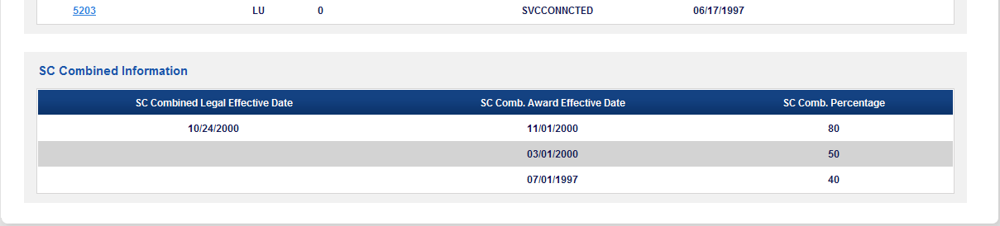 5203 LU 0 SVCCONNCTED 06/17/1997
SC Combined Information
SC Combined Legal Effective Date SC Comb. Award Effective Date SC Comb. Percentage
10/24/2000 11/01/2000 80
03/01/2000 50
07/01/1997 40